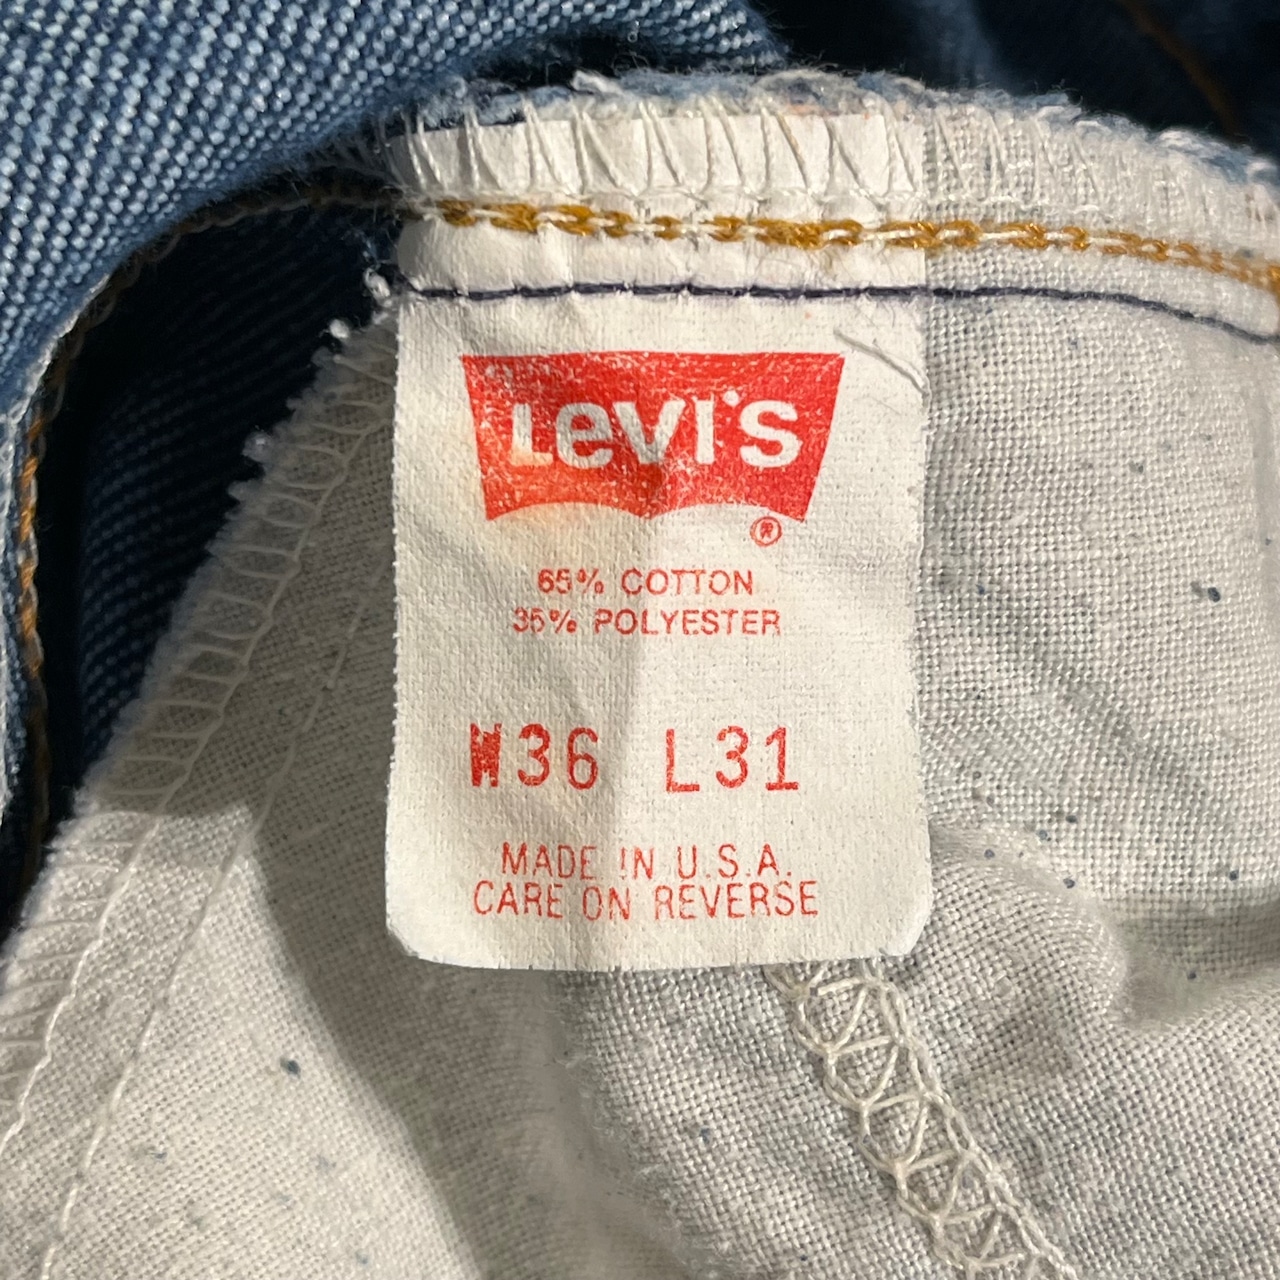 Levi's
®
65% COTTON
35% POLYESTER
W36 L31
MADE IN U.S.A.
CARE ON REVERSE